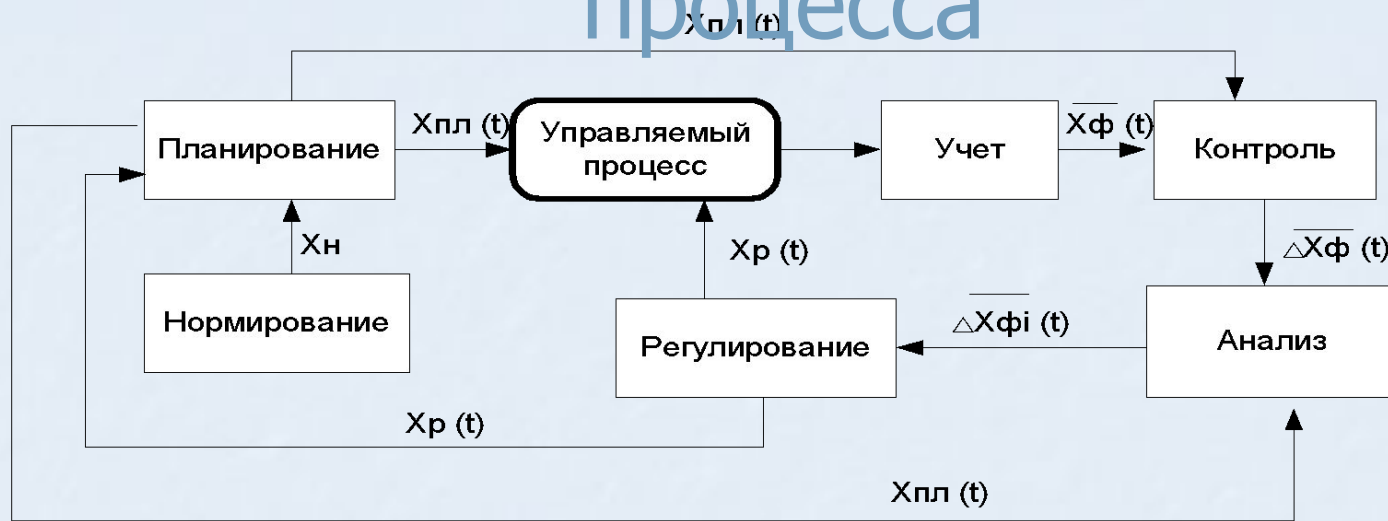 процесса
Xпл (t)
Планирование
Xпл (t)
Управляемый
процесс
Учет
Xф (t)
Контроль
Xн
Xр (t)
△Xф (t)
Нормирование
Регулирование
△Xфi (t)
Анализ
Xр (t)
Xпл (t)